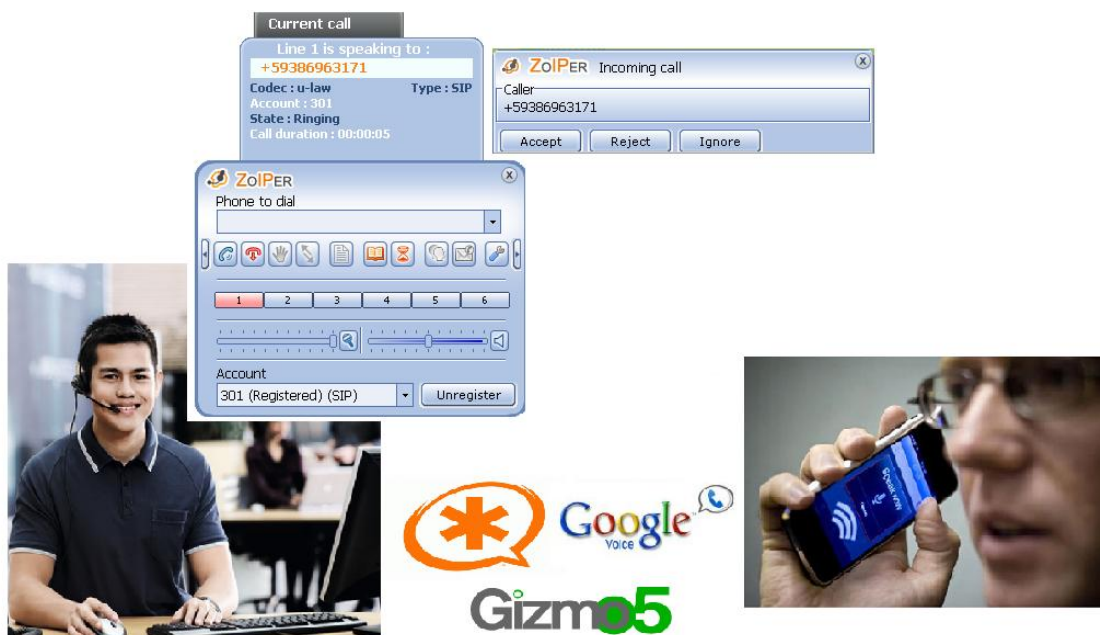 Current call
Line 1 is speaking to :
+59386963171
Codec : u-law Type : SIP
Account : 301
State : Ringing
Call duration : 00:00:05
ZoIPER Incoming call
Caller
+59386963171
Accept Reject Ignore
ZoIPER
Phone to dial
1 2 3 4 5 6
Account
301 (Registered) (SIP) Unregister
SPEAK NOW
Google
Voice
Gizmo5